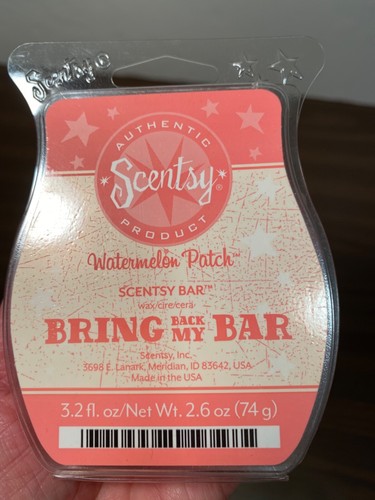 Scentsy®
AUTHENTIC
Scentsy®
PRODUCT
Watermelon Patch™
SCENTSY BAR™
wax/cire/cera
BRING BACK MY BAR
Scentsy, Inc.
3698 E. Lanark, Meridian, ID 83642, USA
Made in the USA
3.2 fl. oz/Net Wt. 2.6 oz (74 g)